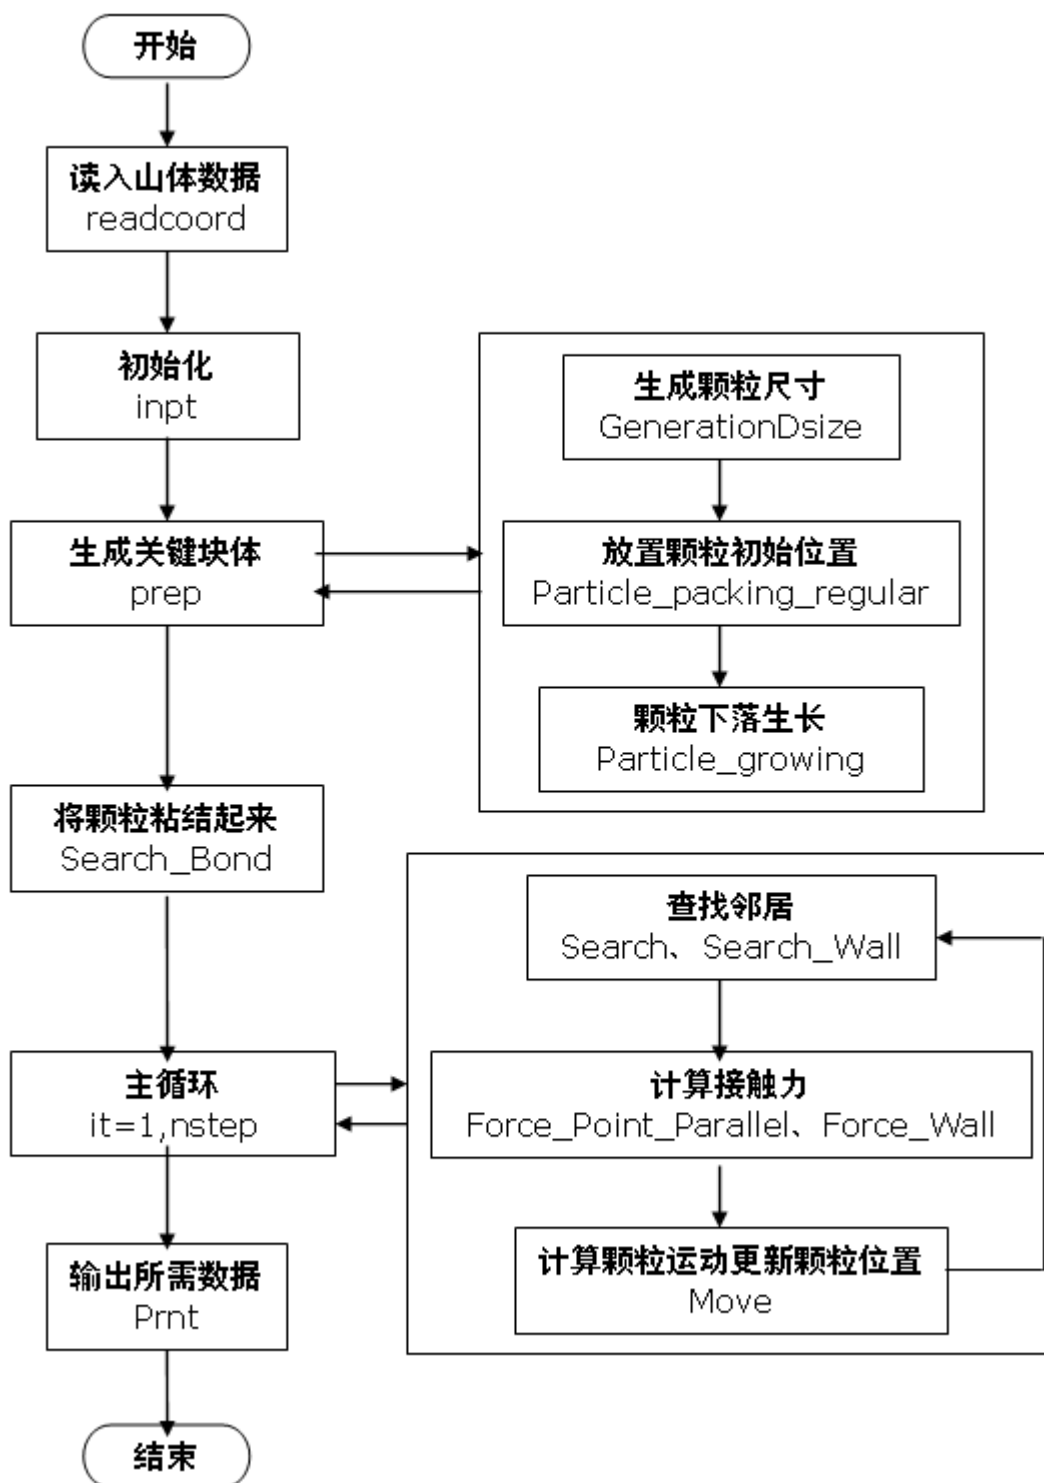 开始
读入山体数据
readcoord
初始化
inpt
生成关键块体
prep
生成颗粒尺寸
GenerationDsize
放置颗粒初始位置
Particle_packing_regular
颗粒下落生长
Particle_growing
将颗粒粘结起来
Search_Bond
主循环
it=1,nstep
查找邻居
Search、Search_Wall
计算接触力
Force_Point_Parallel、Force_Wall
计算颗粒运动更新颗粒位置
Move
输出所需数据
Prnt
结束